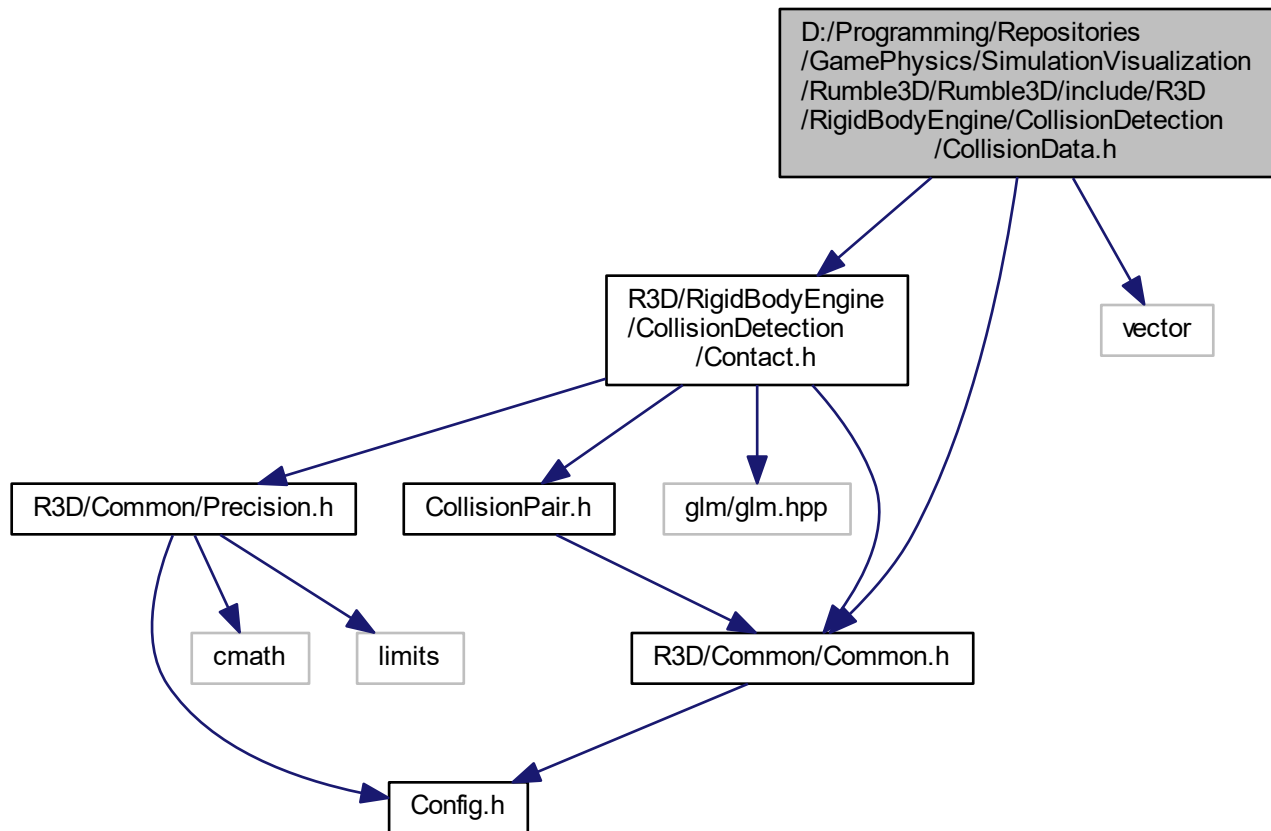 D:/Programming/Repositories
/GamePhysics/SimulationVisualization
/Rumble3D/Rumble3D/include/R3D
/RigidBodyEngine/CollisionDetection
/CollisionData.h
R3D/RigidBodyEngine
/CollisionDetection
/Contact.h
vector
R3D/Common/Precision.h
CollisionPair.h
glm/glm.hpp
cmath
limits
R3D/Common/Common.h
Config.h